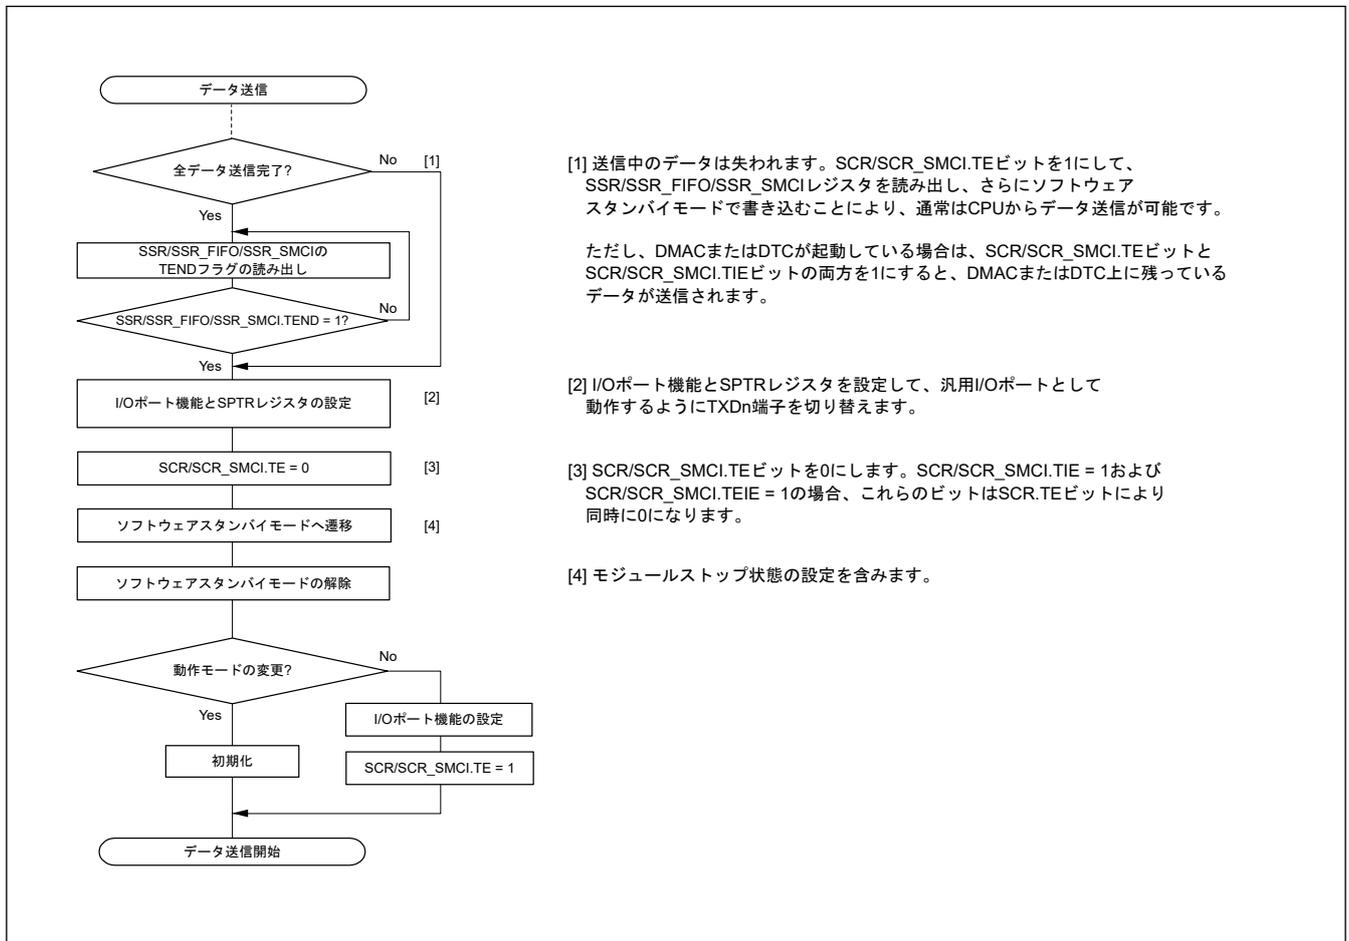 データ送信
全データ送信完了?
No
[1]
Yes
SSR/SSR_FIFO/SSR_SMCIの
TENDフラグの読み出し
No
SSR/SSR_FIFO/SSR_SMCI.TEND = 1?
Yes
I/Oポート機能とSPTRレジスタの設定
[2]
SCR/SCR_SMCI.TE = 0
[3]
ソフトウェアスタンバイモードへ遷移
[4]
ソフトウェアスタンバイモードの解除
動作モードの変更?
No
Yes
I/Oポート機能の設定
初期化
SCR/SCR_SMCI.TE = 1
データ送信開始
[1] 送信中のデータは失われます。SCR/SCR_SMCI.TEビットを1にして、
SSR/SSR_FIFO/SSR_SMCIレジスタを読み出し、さらにソフトウェア
スタンバイモードで書き込むことにより、通常はCPUからデータ送信が可能です。
ただし、DMACまたはDTCが起動している場合は、SCR/SCR_SMCI.TEビットと
SCR/SCR_SMCI.TIEビットの両方を1にすると、DMACまたはDTC上に残っている
データが送信されます。
[2] I/Oポート機能とSPTRレジスタを設定して、汎用I/Oポートとして
動作するようにTXDn端子を切り替えます。
[3] SCR/SCR_SMCI.TEビットを0にします。SCR/SCR_SMCI.TIE = 1および
SCR/SCR_SMCI.TEIE = 1の場合、これらのビットはSCR.TEビットにより
同時に0になります。
[4] モジュールストップ状態の設定を含みます。